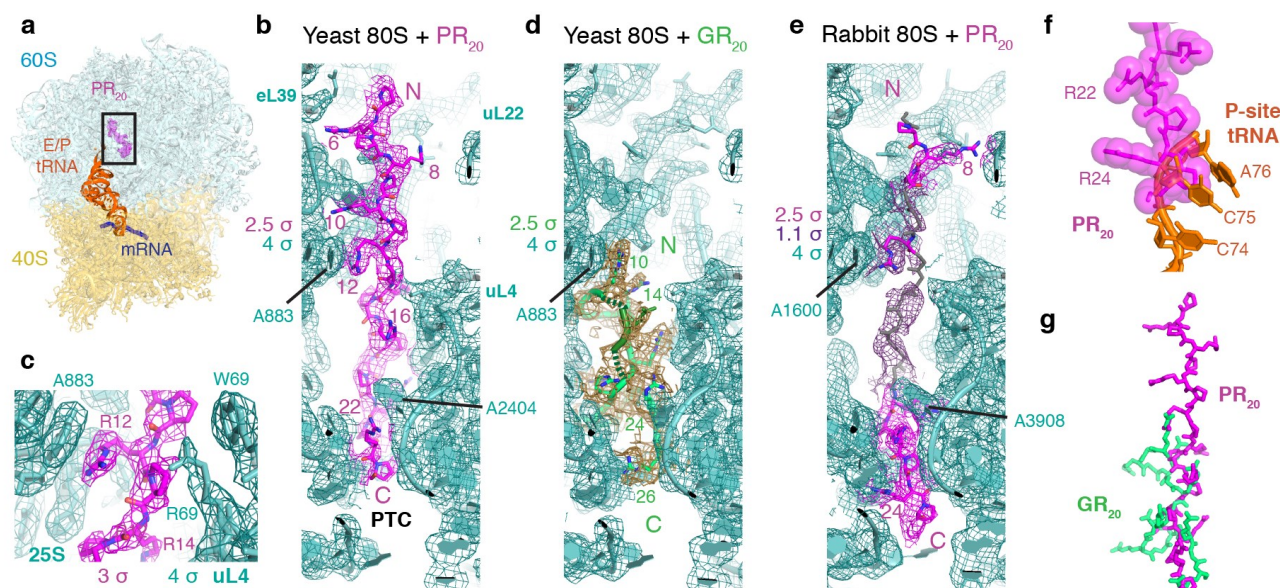 a
60S
PR20
E/P
tRNA
mRNA
40S
b
Yeast 80S + PR20
eL39
N
uL22
6
8
10
2.5 σ
4 σ
12
A883
uL4
16
22
A2404
C
PTC
c
A883
W69
R12
R69
R14
25S
3 σ
4 σ
uL4
d
Yeast 80S + GR20
2.5 σ
4 σ
N
10
14
A883
24
26
C
e
Rabbit 80S + PR20
N
8
2.5 σ
1.1 σ
4 σ
A1600
A3908
24
C
f
R22
P-site
tRNA
R24
A76
PR20
C75
C74
g
PR20
GR20